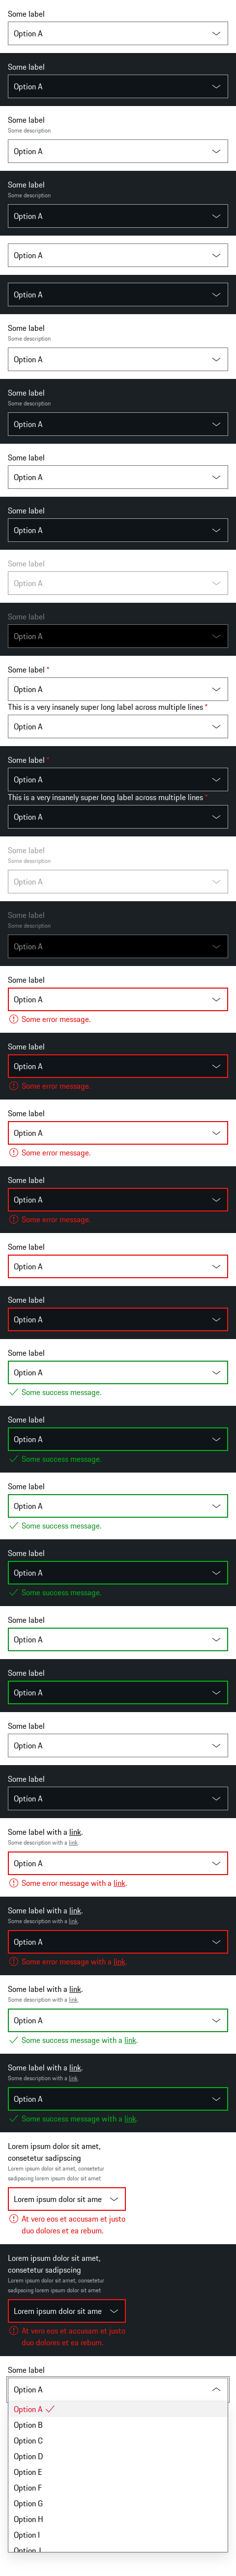 Some label
Option A
Some label
Option A
Some label
Some description
Option A
Some label
Some description
Option A
Option A
Option A
Some label
Some description
Option A
Some label
Some description
Option A
Some label
Option A
Some label
Option A
Some label
Option A
Some label
Option A
Some label *
Option A
This is a very insanely super long label across multiple lines *
Option A
Some label *
Option A
This is a very insanely super long label across multiple lines *
Option A
Some label
Some description
Option A
Some label
Some description
Option A
Some label
Option A
Some error message.
Some label
Option A
Some error message.
Some label
Option A
Some error message.
Some label
Option A
Some error message.
Some label
Option A
Some label
Option A
Some label
Option A
Some success message.
Some label
Option A
Some success message.
Some label
Option A
Some success message.
Some label
Option A
Some success message.
Some label
Option A
Some label
Option A
Some label
Option A
Some label
Option A
Some label with a link.
Some description with a link.
Option A
Some error message with a link.
Some label with a link.
Some description with a link.
Option A
Some error message with a link.
Some label with a link.
Some description with a link.
Option A
Some success message with a link.
Some label with a link.
Some description with a link.
Option A
Some success message with a link.
Lorem ipsum dolor sit amet,
consetetur sadipscing
Lorem ipsum dolor sit amet, consetetur
sadipscing lorem ipsum dolor sit amet
Lorem ipsum dolor sit ame
At vero eos et accusam et justo
duo dolores et ea rebum.
Lorem ipsum dolor sit amet,
consetetur sadipscing
Lorem ipsum dolor sit amet, consetetur
sadipscing lorem ipsum dolor sit amet
Lorem ipsum dolor sit ame
At vero eos et accusam et justo
duo dolores et ea rebum.
Some label
Option A
Option A
Option B
Option C
Option D
Option E
Option F
Option G
Option H
Option I
Option J